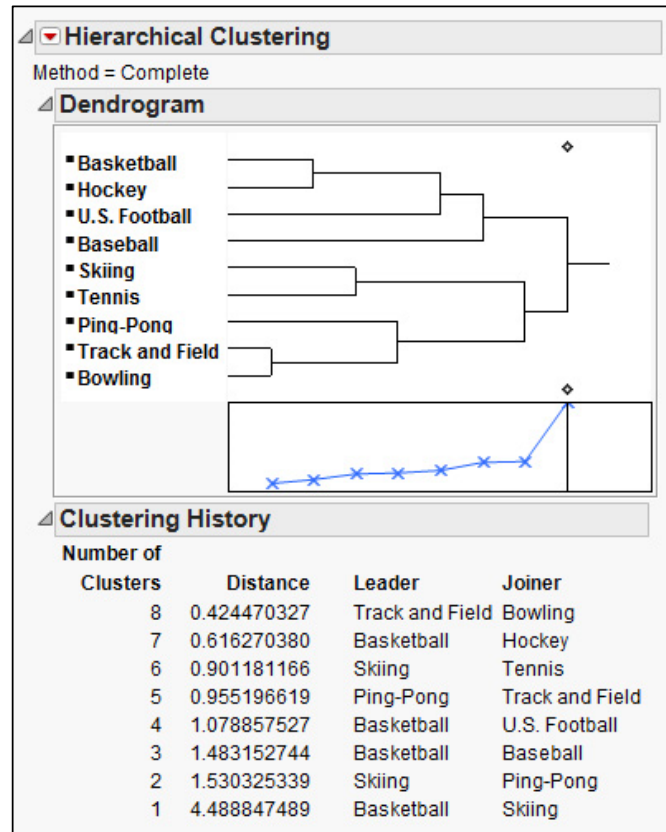 Hierarchical Clustering
Method = Complete
Dendrogram
Basketball
Hockey
U.S. Football
Baseball
Skiing
Tennis
Ping-Pong
Track and Field
Bowling
Clustering History
Number of
Clusters Distance Leader Joiner
8 0.424470327 Track and Field Bowling
7 0.616270380 Basketball Hockey
6 0.901181166 Skiing Tennis
5 0.955196619 Ping-Pong Track and Field
4 1.078857527 Basketball U.S. Football
3 1.483152744 Basketball Baseball
2 1.530325339 Skiing Ping-Pong
1 4.488847489 Basketball Skiing